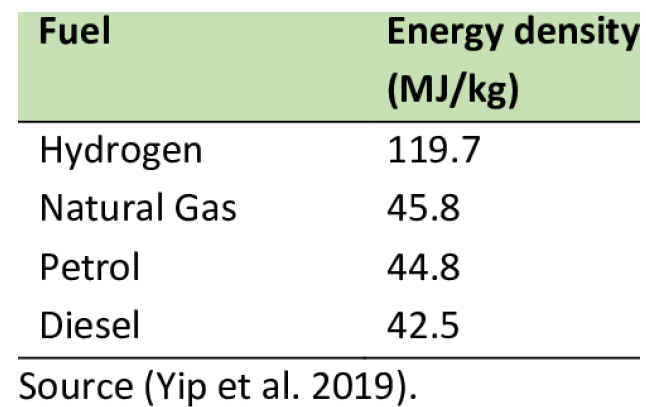 Fuel Energy density
(MJ/kg)
Hydrogen 119.7
Natural Gas 45.8
Petrol 44.8
Diesel 42.5
Source (Yip et al. 2019).